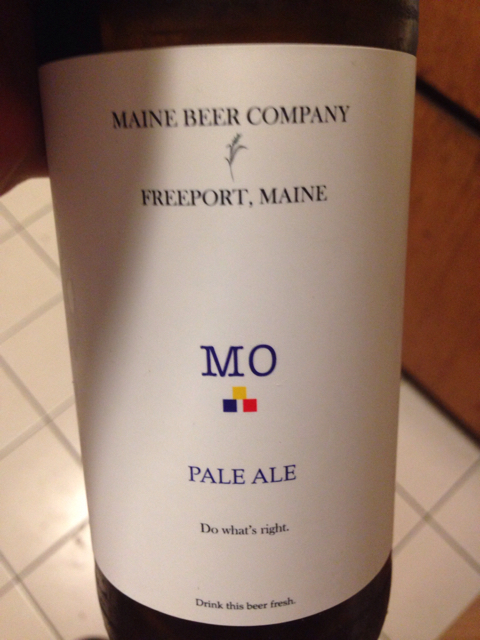 MAINE BEER COMPANY
FREEPORT, MAINE
MO
PALE ALE
Do what's right.
Drink this beer fresh.